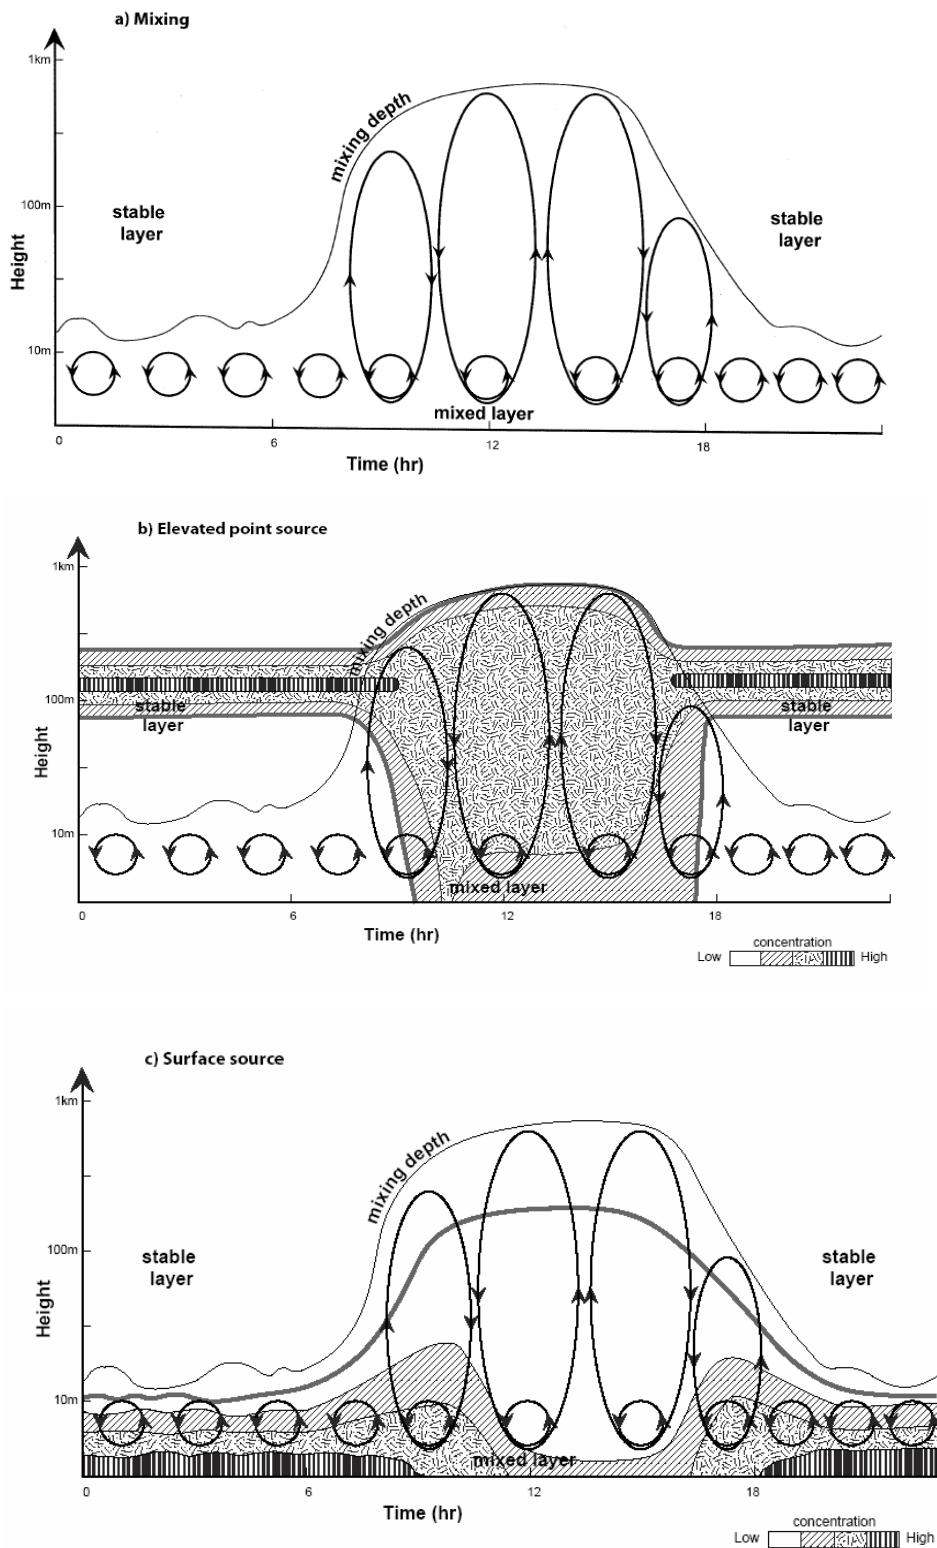 a) Mixing
1km
mixing depth
100m
stable
layer
stable
layer
Height
10m
mixed layer
0
6
12
18
Time (hr)
b) Elevated point source
1km
mixing depth
100m
stable
layer
stable
layer
Height
10m
mixed layer
0
6
12
18
Time (hr)
concentration
Low
High
c) Surface source
1km
mixing depth
100m
stable
layer
stable
layer
Height
10m
mixed layer
0
6
12
18
Time (hr)
concentration
Low
High